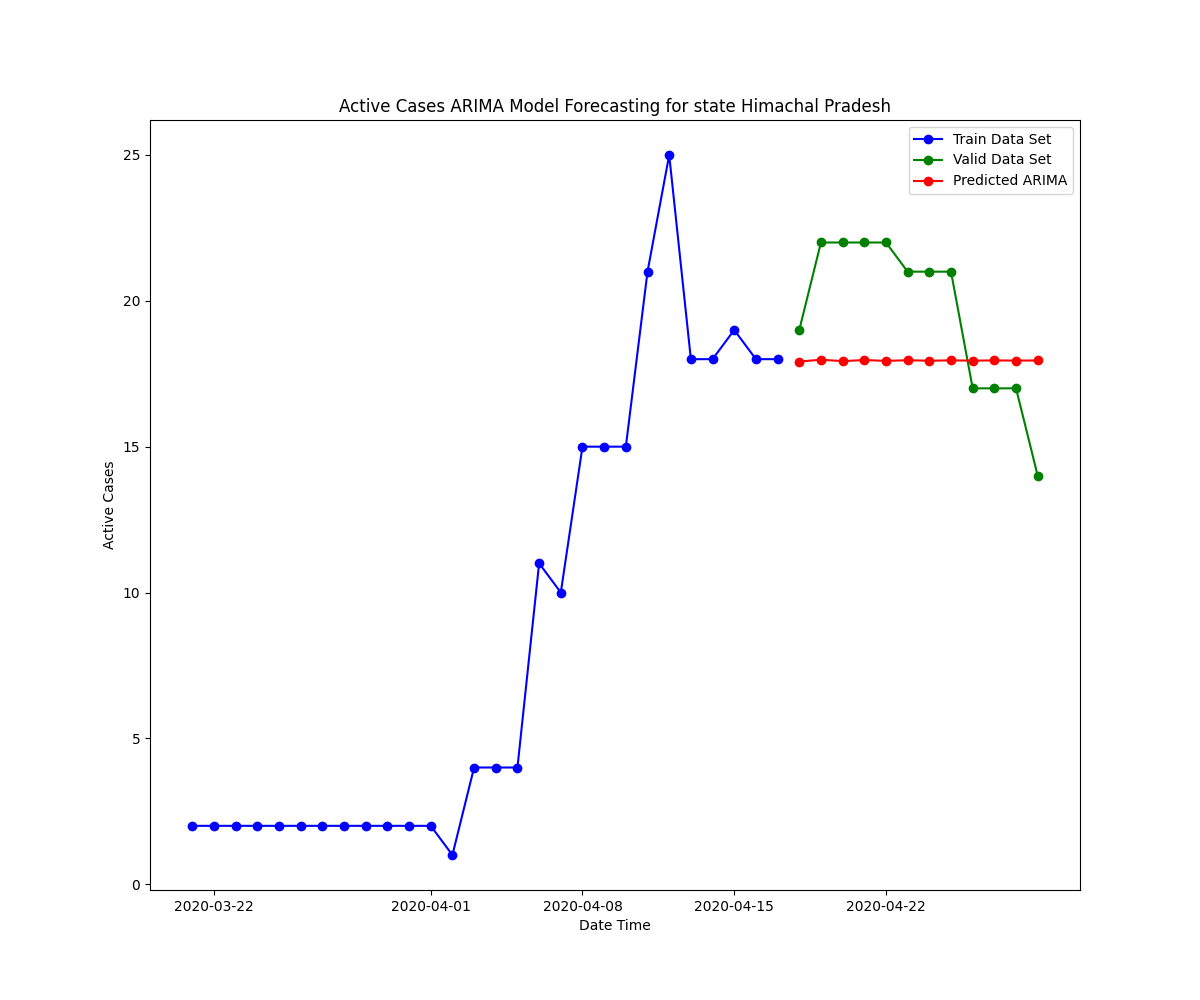 Active Cases ARIMA Model Forecasting for state Himachal Pradesh
Train Data Set
Valid Data Set
Predicted ARIMA
25
20
15
10
5
0
Active Cases
2020-03-22 2020-04-01 2020-04-08 2020-04-15 2020-04-22
Date Time